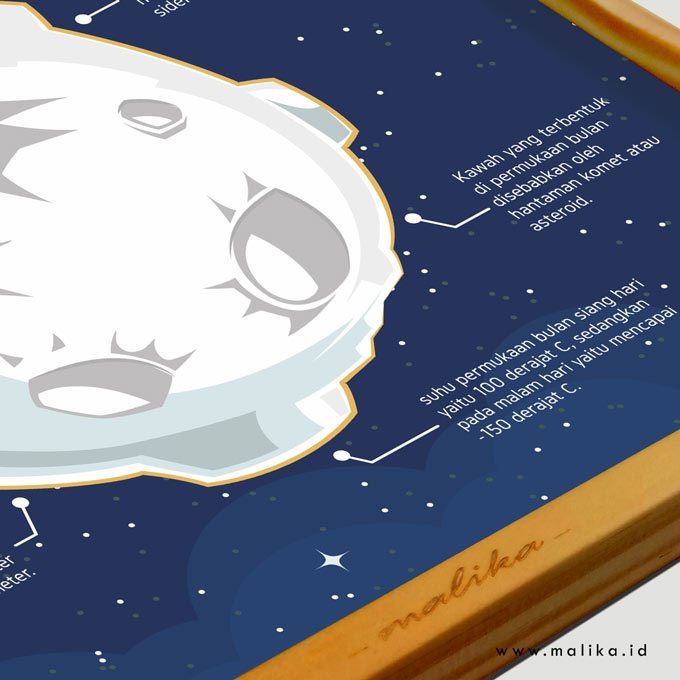 sider
Kawah yang terbentuk
di permukaan bulan
disebabkan oleh
hantaman komet atau
asteroid.
suhu permukaan bulan siang hari
yaitu 100 derajat C, sedangkan
pada malam hari yaitu mencapai
-150 derajat C.
malika
www.malika.id